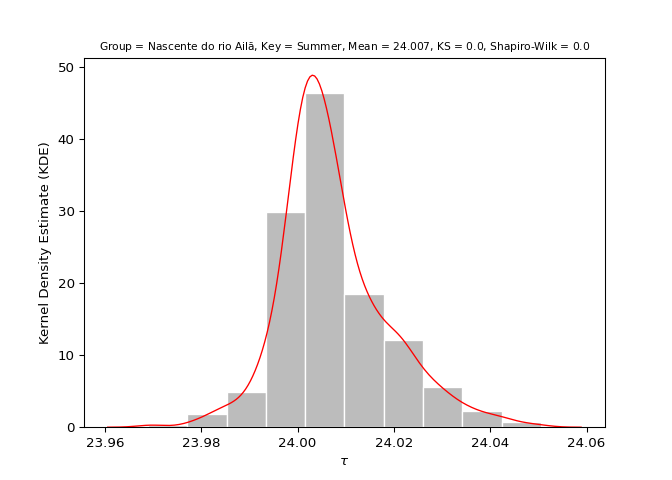 Group = Nascente do rio Ailã, Key = Summer, Mean = 24.007, KS = 0.0, Shapiro-Wilk = 0.0
Kernel Density Estimate (KDE)
50
40
30
20
10
0
23.96 23.98 24.00 24.02 24.04 24.06
τ